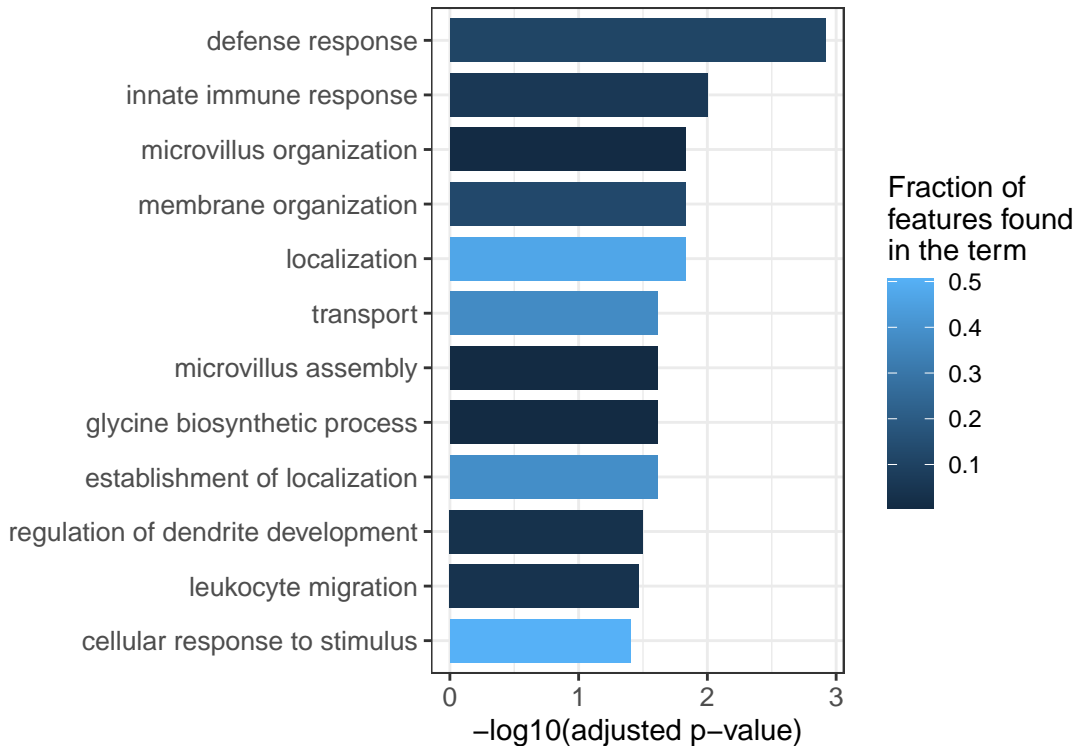 defense response
innate immune response
microvillus organization
membrane organization
localization
transport
microvillus assembly
glycine biosynthetic process
establishment of localization
regulation of dendrite development
leukocyte migration
cellular response to stimulus
0 1 2 3
−log10(adjusted p−value)
Fraction of
features found
in the term
0.5
0.4
0.3
0.2
0.1